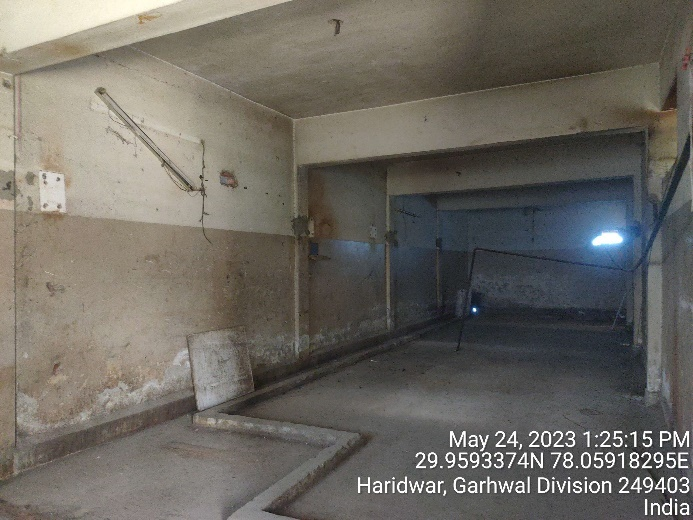 May 24, 2023 1:25:15 PM
29.9593374N 78.05918295E
Haridwar, Garhwal Division 249403
India